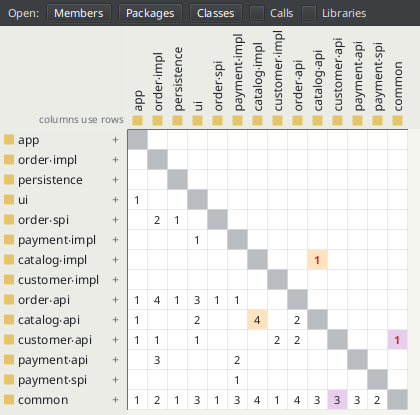 Open: Members Packages Classes Calls Libraries
columns use rows app order·impl persistence ui order·spi payment·impl catalog·impl customer·impl order·api catalog·api customer·api payment·api payment·spi common
app +
order·impl +
persistence +
ui + 1
order·spi + 2 1
payment·impl + 1
catalog·impl + 1
customer·impl +
order·api + 1 4 1 3 1 1
catalog·api + 1 2 4 2
customer·api + 1 1 1 2 2 1
payment·api + 3 2
payment·spi + 1
common + 1 2 1 3 1 3 4 1 4 3 3 3 2